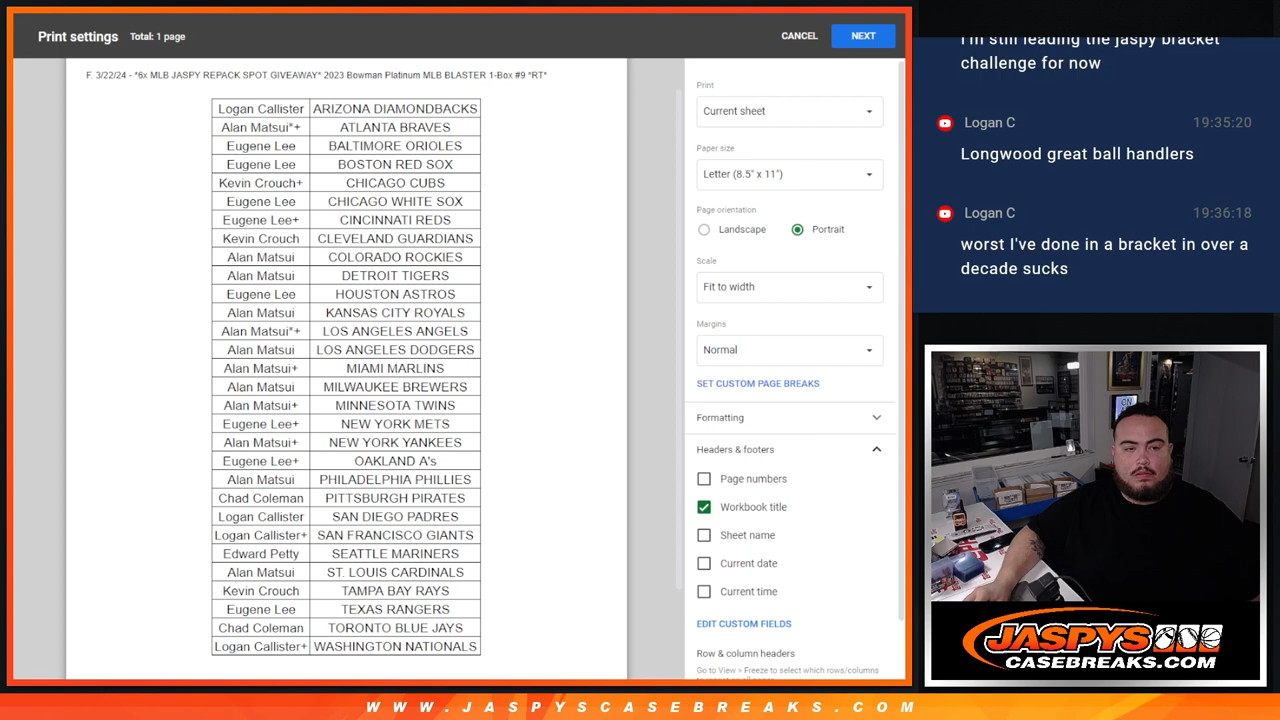 Print settings Total: 1 page
CANCEL NEXT
F. 3/22/24 - *6x MLB JASPY REPACK SPOT GIVEAWAY* 2023 Bowman Platinum MLB BLASTER 1-Box #9 *RT*
Logan Callister ARIZONA DIAMONDBACKS
Alan Matsui*+ ATLANTA BRAVES
Eugene Lee BALTIMORE ORIOLES
Eugene Lee BOSTON RED SOX
Kevin Crouch+ CHICAGO CUBS
Eugene Lee CHICAGO WHITE SOX
Eugene Lee+ CINCINNATI REDS
Kevin Crouch CLEVELAND GUARDIANS
Alan Matsui COLORADO ROCKIES
Alan Matsui DETROIT TIGERS
Eugene Lee HOUSTON ASTROS
Alan Matsui KANSAS CITY ROYALS
Alan Matsui*+ LOS ANGELES ANGELS
Alan Matsui LOS ANGELES DODGERS
Alan Matsui+ MIAMI MARLINS
Alan Matsui MILWAUKEE BREWERS
Alan Matsui+ MINNESOTA TWINS
Eugene Lee+ NEW YORK METS
Alan Matsui+ NEW YORK YANKEES
Eugene Lee+ OAKLAND A's
Alan Matsui PHILADELPHIA PHILLIES
Chad Coleman PITTSBURGH PIRATES
Logan Callister SAN DIEGO PADRES
Logan Callister+ SAN FRANCISCO GIANTS
Edward Petty SEATTLE MARINERS
Alan Matsui ST. LOUIS CARDINALS
Kevin Crouch TAMPA BAY RAYS
Eugene Lee TEXAS RANGERS
Chad Coleman TORONTO BLUE JAYS
Logan Callister+ WASHINGTON NATIONALS
Print
Current sheet
Paper size
Letter (8.5" x 11")
Page orientation
Landscape Portrait
Scale
Fit to width
Margins
Normal
SET CUSTOM PAGE BREAKS
Formatting
Headers & footers
Page numbers
Workbook title
Sheet name
Current date
Current time
EDIT CUSTOM FIELDS
Row & column headers
Go to View > Freeze to select which rows/columns
I'm still leading the jaspy bracket
challenge for now
Logan C 19:35:20
Longwood great ball handlers
Logan C 19:36:18
worst I've done in a bracket in over a
decade sucks
JASPYS
CASEBREAKS.COM
WWW.JASPYSCASEBREAKS.COM